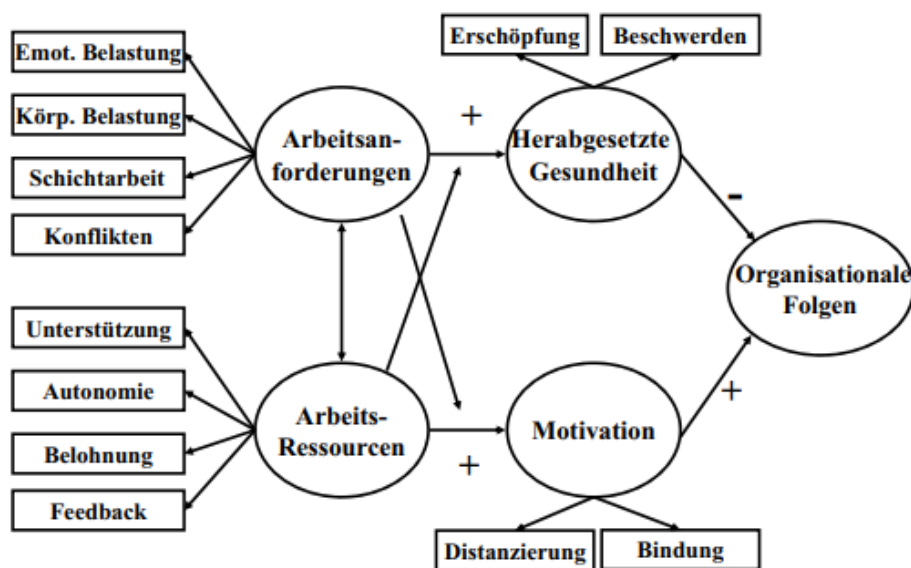 Erschöpfung
Beschwerden
Emot. Belastung
Körp. Belastung
Schichtarbeit
Konflikten
Arbeitsan-
forderungen
+
Herabgesetzte
Gesundheit
-
Organisationale
Folgen
Unterstützung
Autonomie
Belohnung
Feedback
Arbeits-
Ressourcen
+
Motivation
+
Distanzierung
Bindung